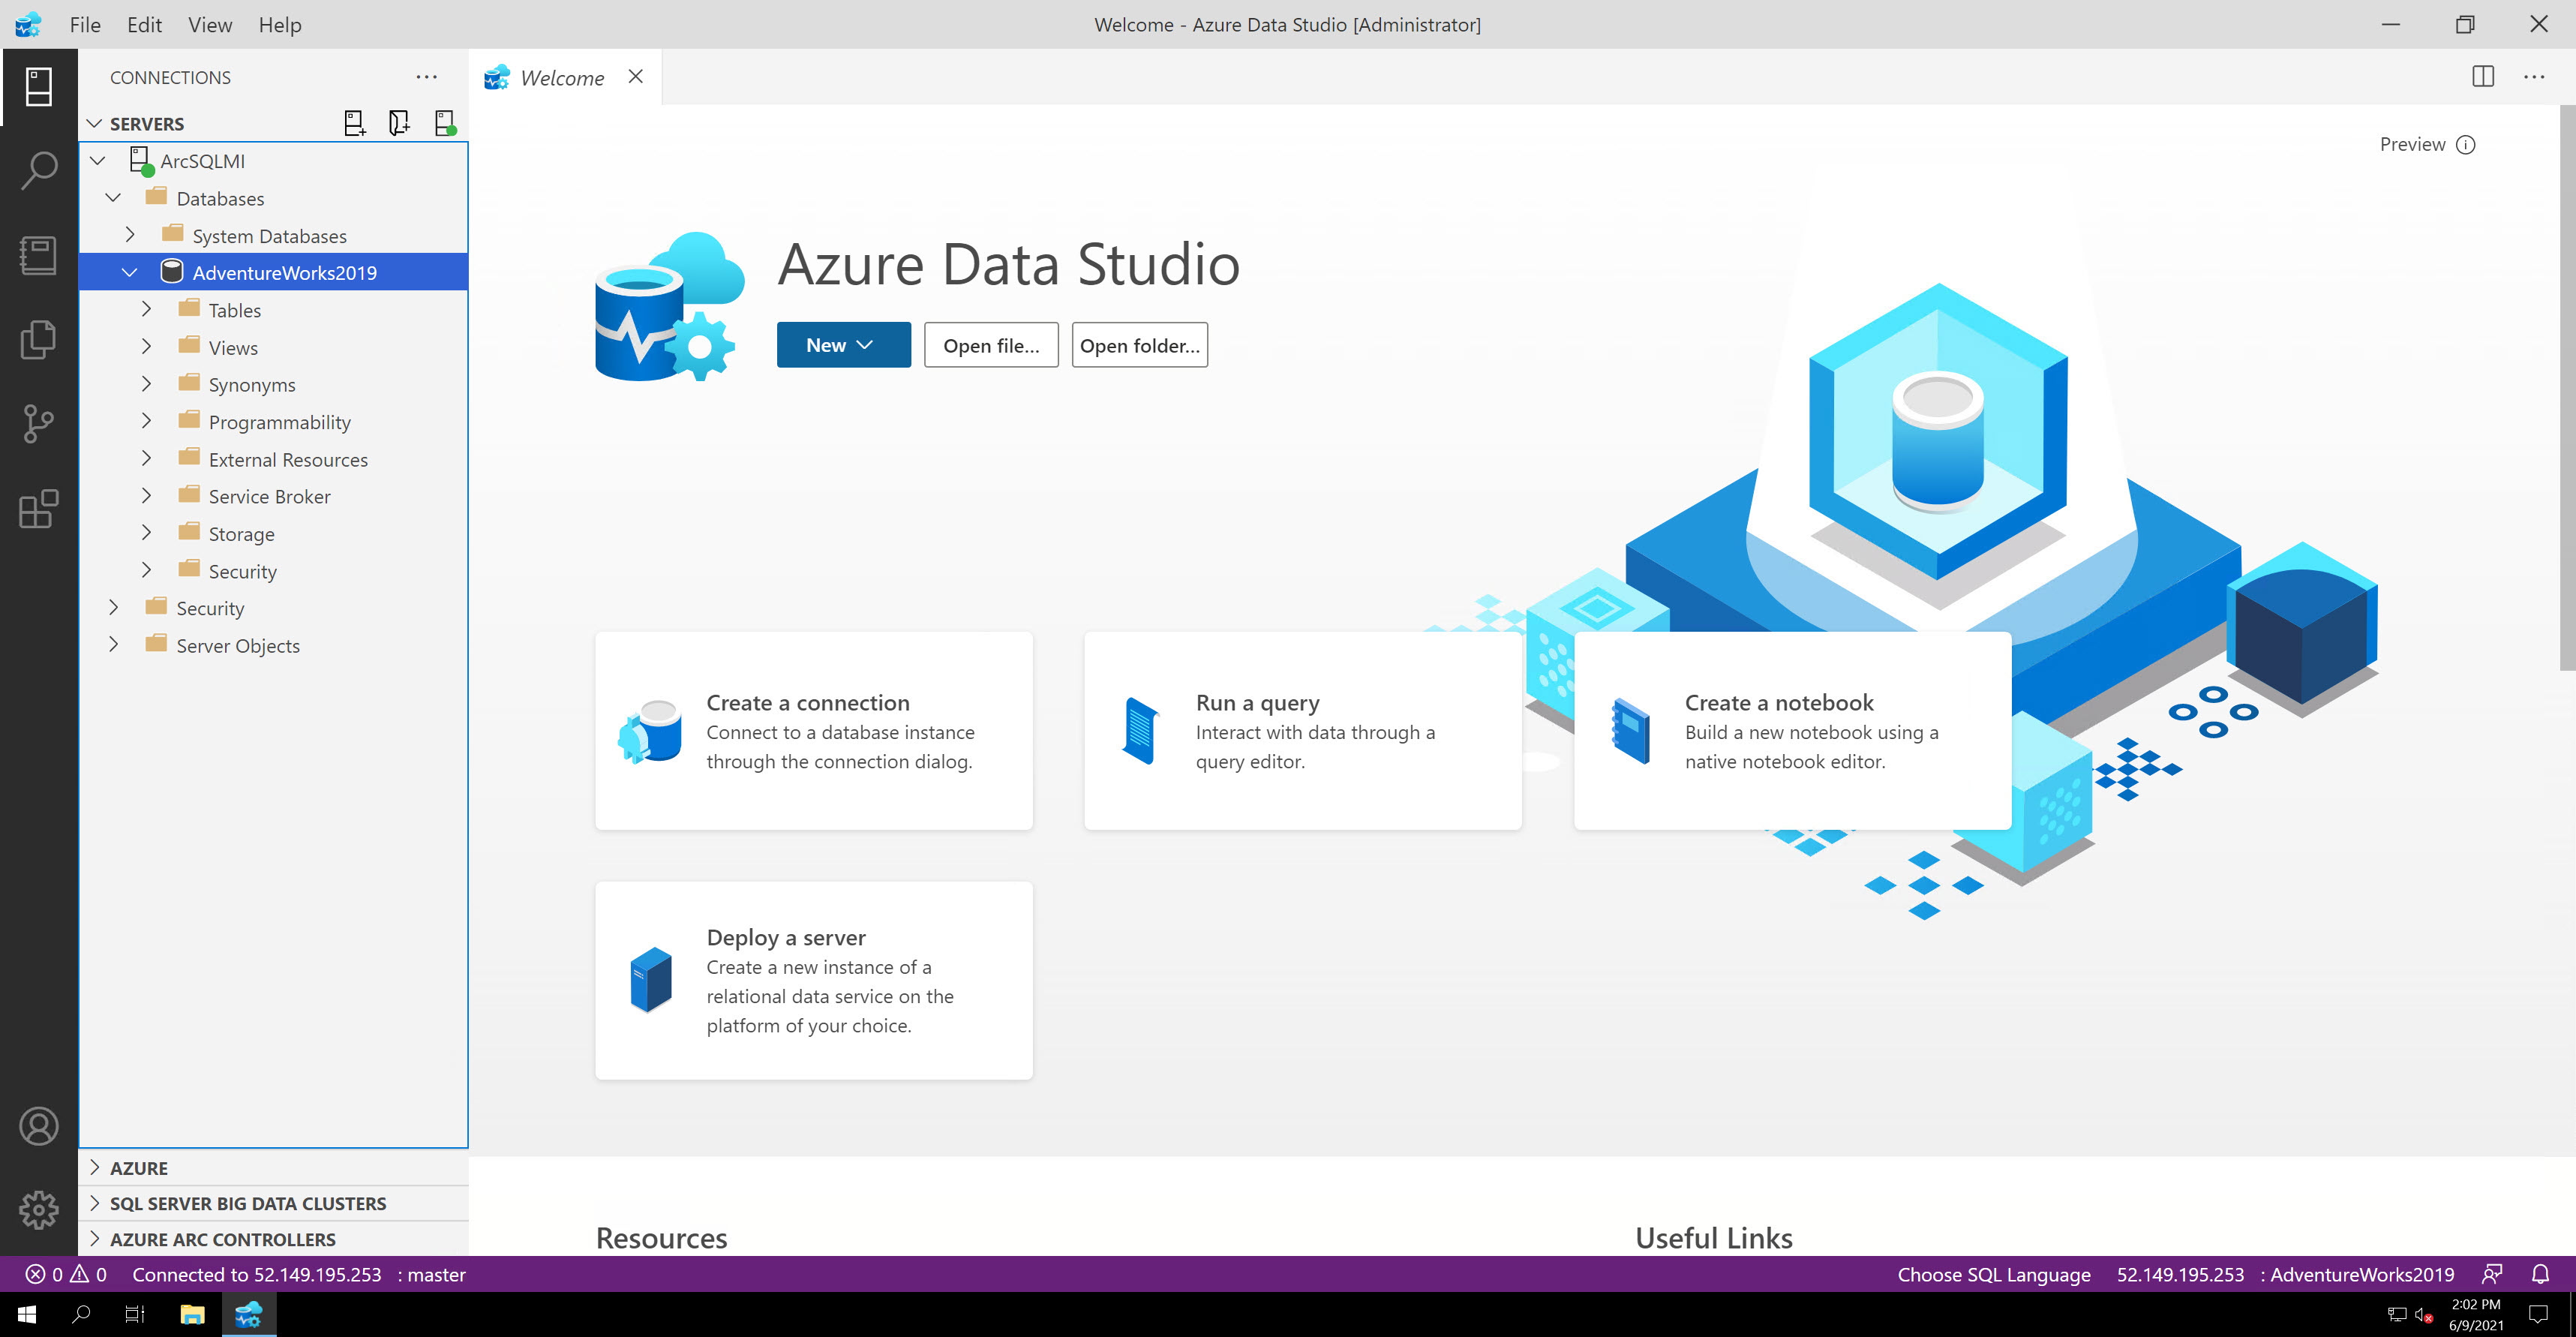 File Edit View Help
Welcome - Azure Data Studio [Administrator]
CONNECTIONS
Welcome
SERVERS
ArcSQLMI
Databases
System Databases
AdventureWorks2019
Tables
Views
Synonyms
Programmability
External Resources
Service Broker
Storage
Security
Security
Server Objects
AZURE
SQL SERVER BIG DATA CLUSTERS
AZURE ARC CONTROLLERS
Preview
Azure Data Studio
New
Open file...
Open folder...
Create a connection
Connect to a database instance
through the connection dialog.
Run a query
Interact with data through a
query editor.
Create a notebook
Build a new notebook using a
native notebook editor.
Deploy a server
Create a new instance of a
relational data service on the
platform of your choice.
Resources
Useful Links
0 0 Connected to 52.149.195.253 : master
Choose SQL Language 52.149.195.253 : AdventureWorks2019
2:02 PM
6/9/2021